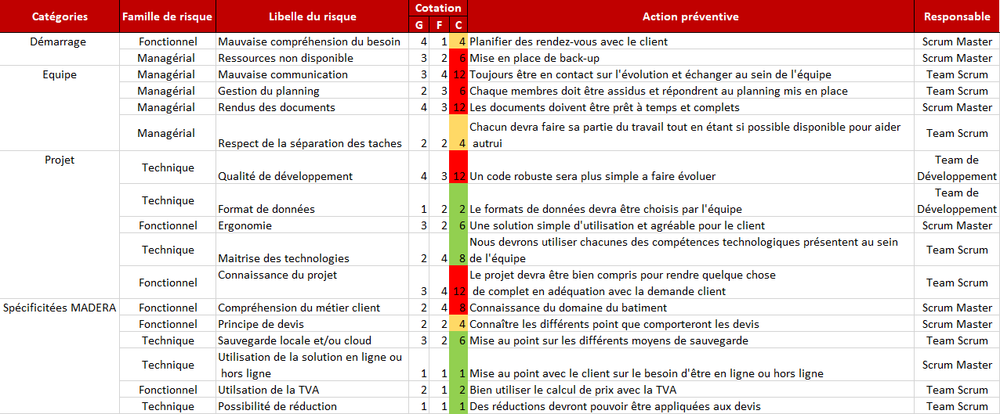 Catégories Famille de risque Libelle du risque Cotation Action préventive Responsable
G F C
Démarrage Fonctionnel Mauvaise compréhension du besoin 4 1 4 Planifier des rendez-vous avec le client Scrum Master
Managérial Ressources non disponible 3 2 6 Mise en place de back-up Scrum Master
Equipe Managérial Mauvaise communication 3 4 12 Toujours être en contact sur l'évolution et échanger au sein de l'équipe Team Scrum
Managérial Gestion du planning 2 3 6 Chaque membres doit être assidus et répondrent au planning mis en place Team Scrum
Managérial Rendus des documents 4 3 12 Les documents doivent être prêt à temps et complets Scrum Master
Managérial Respect de la séparation des taches 2 2 4 Chacun devra faire sa partie du travail tout en étant si possible disponible pour aider
autrui Team Scrum
Projet Technique Qualité de développement 4 3 12 Un code robuste sera plus simple a faire évoluer Team de
Développement
Technique Format de données 1 2 2 Le formats de données devra être choisis par l'équipe Team de
Développement
Fonctionnel Ergonomie 3 2 6 Une solution simple d'utilisation et agréable pour le client Scrum Master
Technique Maitrise des technologies 2 4 8 Nous devrons utiliser chacunes des compétences technologiques présentent au sein
de l'équipe Team Scrum
Fonctionnel Connaissance du projet 3 4 12 Le projet devra être bien compris pour rendre quelque chose
de complet en adéquation avec la demande client Team Scrum
Spécificitées MADERA Fonctionnel Compréhension du métier client 2 4 8 Connaissance du domaine du batiment Scrum Master
Fonctionnel Principe de devis 2 2 4 Connaître les différents point que comporteront les devis Scrum Master
Technique Sauvegarde locale et/ou cloud 3 2 6 Mise au point sur les différents moyens de sauvegarde Team Scrum
Technique Utilisation de la solution en ligne ou
hors ligne 1 1 1 Mise au point avec le client sur le besoin d'être en ligne ou hors ligne Scrum Master
Fonctionnel Utilsation de la TVA 2 1 2 Bien utiliser le calcul de prix avec la TVA Team Scrum
Technique Possibilité de réduction 1 1 1 Des réductions devront pouvoir être appliquées aux devis Team Scrum